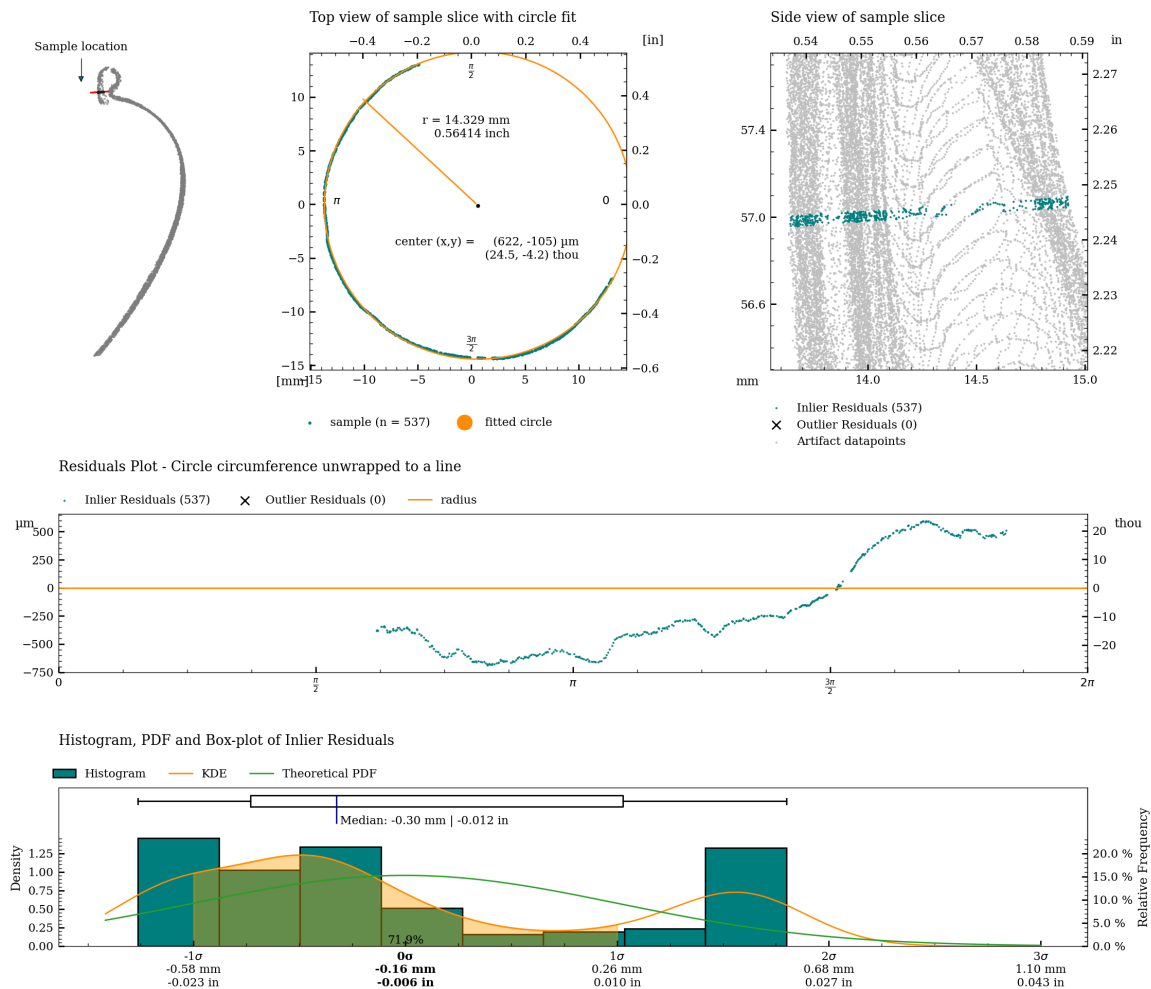 Top view of sample slice with circle fit
Side view of sample slice
Sample location
−0.4 −0.2 0.0 0.2 0.4 [in]
0.54 0.55 0.56 0.57 0.58 0.59 in
π/2
10
5
0
−5
−10
−15
0.4
0.2
0.0
−0.2
−0.4
−0.6
r = 14.329 mm
0.56414 inch
π
0
center (x,y) = (622, -105) µm
(24.5, -4.2) thou
3π/2
[mm]
−15 −10 −5 0 5 10
57.4
57.0
56.6
2.27
2.26
2.25
2.24
2.23
2.22
mm 14.0 14.5 15.0
sample (n = 537) fitted circle
Inlier Residuals (537)
Outlier Residuals (0)
Artifact datapoints
Residuals Plot - Circle circumference unwrapped to a line
Inlier Residuals (537) Outlier Residuals (0) radius
µm
500
250
0
−250
−500
−750
thou
20
10
0
−10
−20
0 π/2 π 3π/2 2π
Histogram, PDF and Box-plot of Inlier Residuals
Histogram KDE Theoretical PDF
Median: -0.30 mm | -0.012 in
Density
1.25
1.00
0.75
0.50
0.25
0.00
20.0 %
15.0 %
10.0 %
5.0 %
0.0 %
Relative Frequency
71.9%
-1σ 0σ 1σ 2σ 3σ
-0.58 mm -0.16 mm 0.26 mm 0.68 mm 1.10 mm
-0.023 in -0.006 in 0.010 in 0.027 in 0.043 in